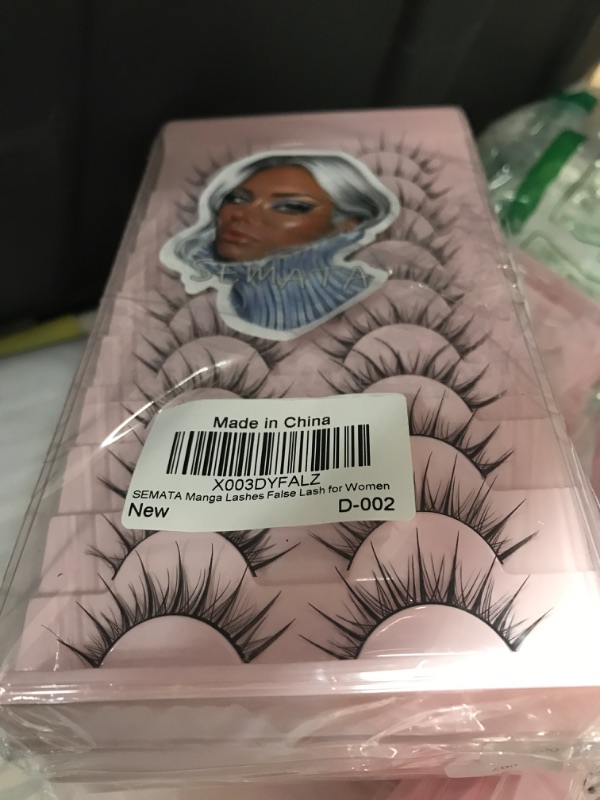 SEMATA
Made in China
X003DYFALZ
SEMATA Manga Lashes False Lash for Women
New
D-002